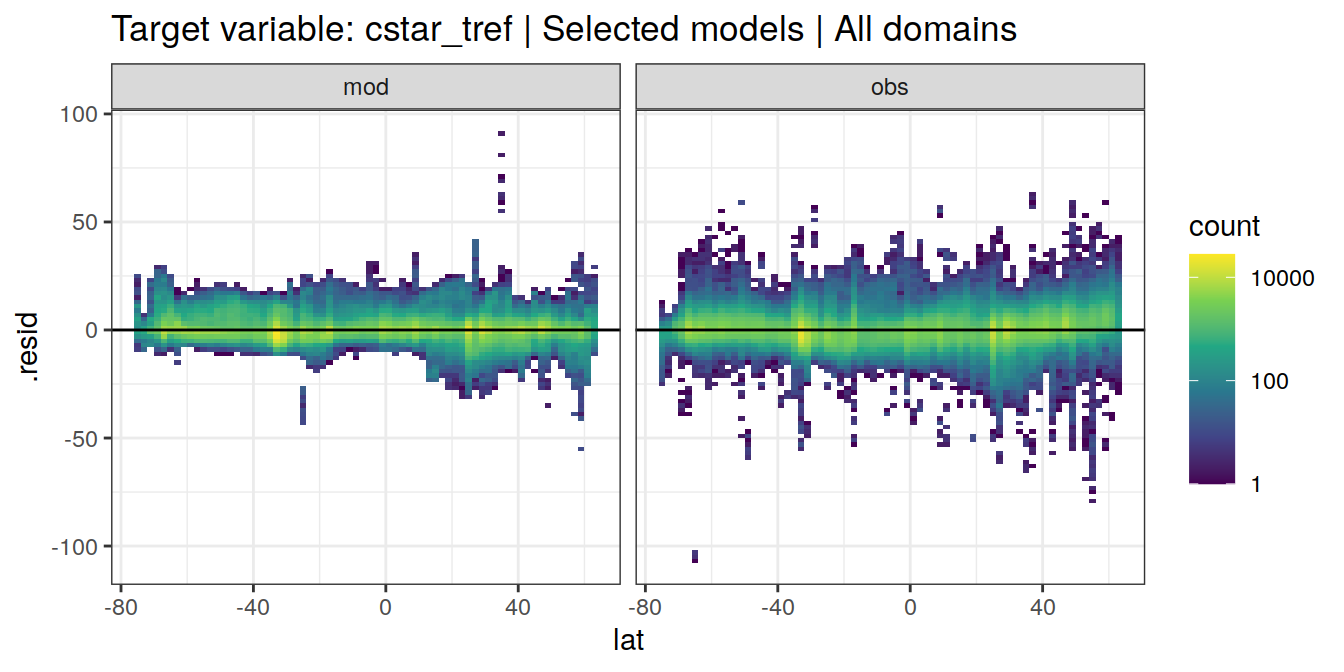 Target variable: cstar_tref | Selected models | All domains
mod
obs
100
50
0
-50
-100
.resid
-80
-40
0
40
-80
-40
0
40
lat
count
10000
100
1